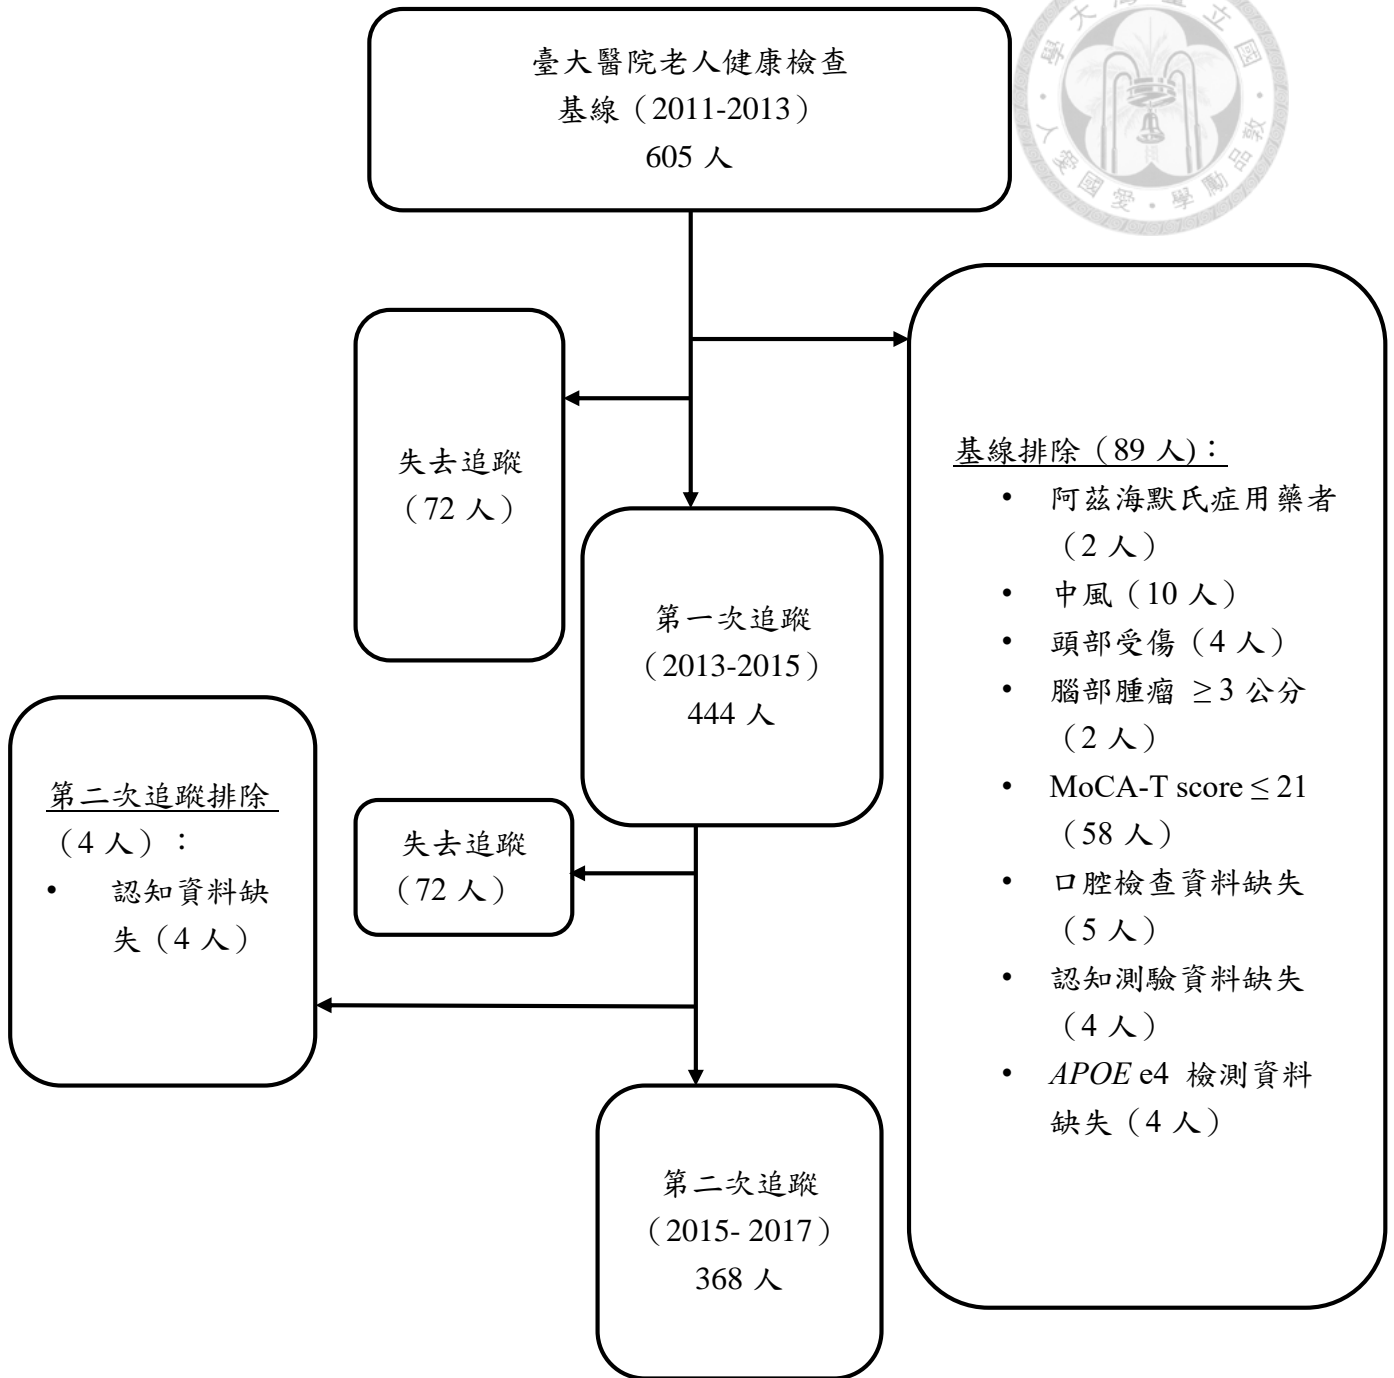 臺大醫院老人健康檢查
基線（2011-2013）
605 人
失去追蹤
（72 人）
基線排除（89 人)：
• 阿茲海默氏症用藥者
（2 人）
• 中風（10 人）
• 頭部受傷（4 人）
• 腦部腫瘤 ≥ 3 公分
（2 人）
• MoCA-T score ≤ 21
（58 人）
• 口腔檢查資料缺失
（5 人）
• 認知測驗資料缺失
（4 人）
• APOE e4 檢測資料
缺失（4 人）
第一次追蹤
（2013-2015）
444 人
失去追蹤
（72 人）
第二次追蹤排除
（4 人）：
• 認知資料缺
失（4 人）
第二次追蹤
（2015- 2017）
368 人